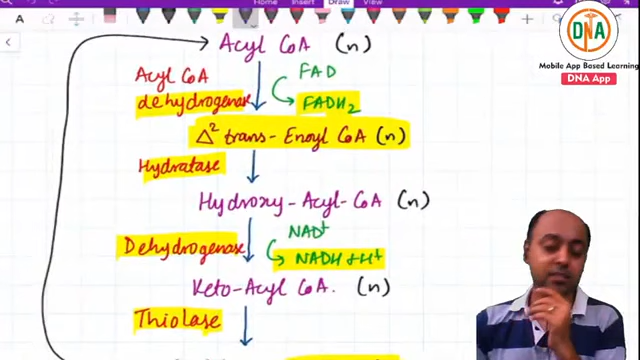 Home Insert Draw View
DNA
Mobile App Based Learning
DNA App
Acyl CoA (n)
Acyl CoA
dehydrogenase
FAD
FADH2
Δ² trans - Enoyl CoA (n)
Hydratase
Hydroxy-Acyl-CoA (n)
Dehydrogenase
NAD+
NADH + H+
Keto-Acyl CoA. (n)
Thiolase